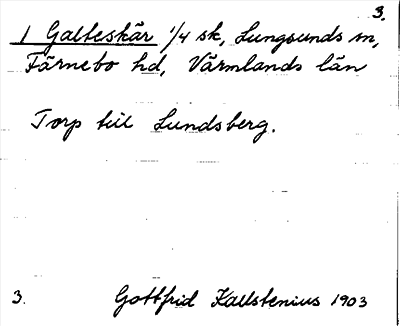 3.
1 Galteskär 1/4 sk, Lungsunds sn,
Färnebo hd, Värmlands län
Torp till Lundsberg.
3. Gottfrid Kallstenius 1903